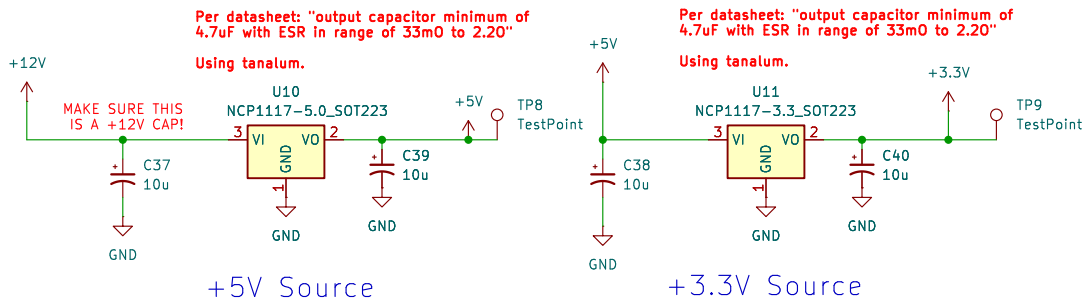 Per datasheet: "output capacitor minimum of
4.7uF with ESR in range of 33mO to 2.2O"
Using tanalum.
+12V
MAKE SURE THIS
IS A +12V CAP!
U10
NCP1117-5.0_SOT223
3
VI
VO
2
GND
1
GND
C37
10u
GND
+5V
TP8
TestPoint
C39
10u
GND
+5V Source
Per datasheet: "output capacitor minimum of
4.7uF with ESR in range of 33mO to 2.2O"
Using tanalum.
+5V
U11
NCP1117-3.3_SOT223
3
VI
VO
2
GND
1
GND
C38
10u
GND
+3.3V
TP9
TestPoint
C40
10u
GND
+3.3V Source